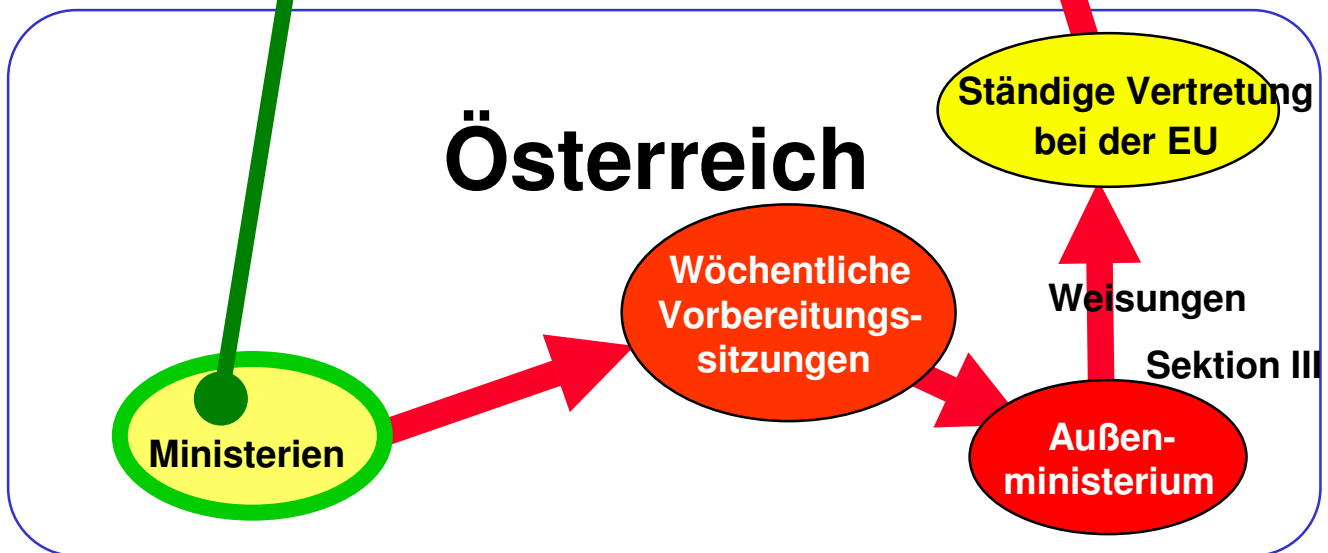 Ständige Vertretung
bei der EU
Österreich
Wöchentliche
Vorbereitungs-
sitzungen
Weisungen
Sektion III
Ministerien
Außen-
ministerium